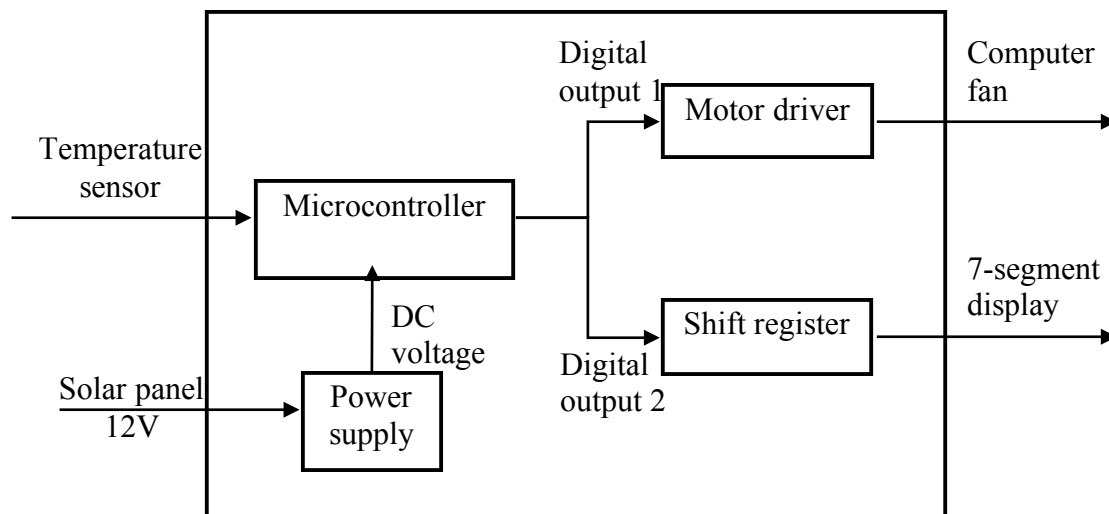 Temperature
sensor
Solar panel
12V
Microcontroller
DC
voltage
Power
supply
Digital
output 1
Motor driver
Digital
output 2
Shift register
Computer
fan
7-segment
display